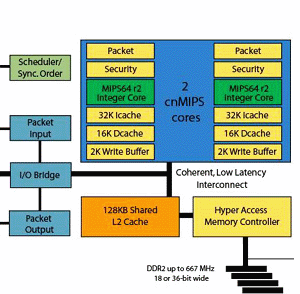 Scheduler/
Sync. Order
Packet
Input
I/O Bridge
Packet
Output
Packet
Security
MIPS64 r2
Integer Core
32K Icache
16K Dcache
2K Write Buffer
2
cnMIPS
cores
Packet
Security
MIPS64 r2
Integer Core
32K Icache
16K Dcache
2K Write Buffer
Coherent, Low Latency
Interconnect
128KB Shared
L2 Cache
Hyper Access
Memory Controller
DDR2 up to 667 MHz
18 or 36-bit wide